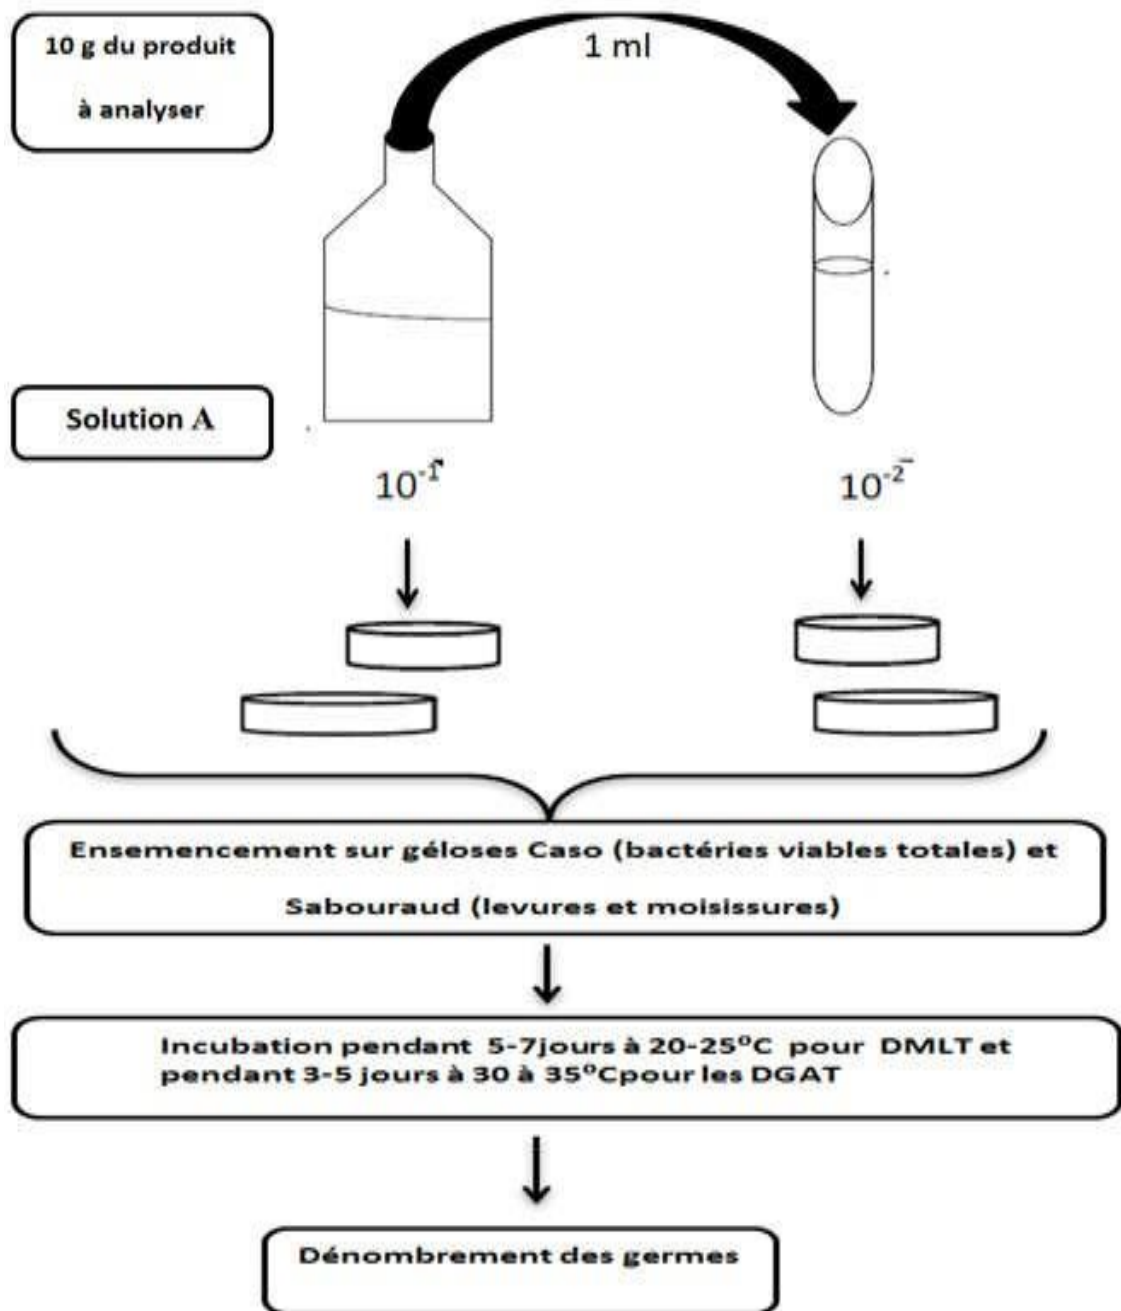 10 g du produit
à analyser
1 ml
Solution A
10-1
10-2
Ensemencement sur géloses Caso (bactéries viables totales) et
Sabouraud (levures et moisissures)
Incubation pendant 5-7jours à 20-25°C pour DMLT et
pendant 3-5 jours à 30 à 35°Cpour les DGAT
Dénombrement des germes